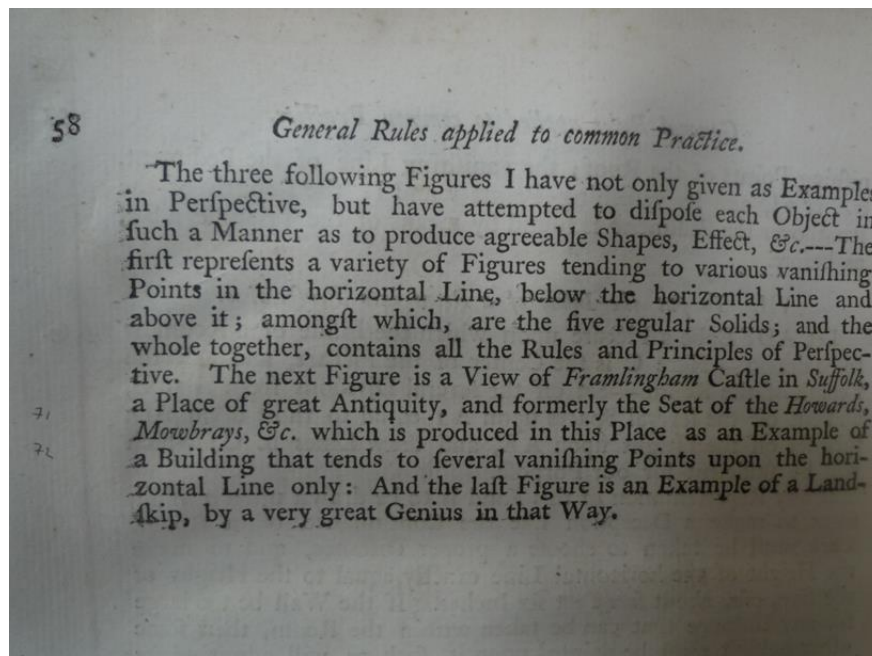 58
General Rules applied to common Practice.
The three following Figures I have not only given as Examples
in Perſpective, but have attempted to diſpoſe each Object in
ſuch a Manner as to produce agreeable Shapes, Effect, &c.---The
firſt repreſents a variety of Figures tending to various vaniſhing
Points in the horizontal Line, below the horizontal Line and
above it; amongſt which, are the five regular Solids; and the
whole together, contains all the Rules and Principles of Perſpec-
tive. The next Figure is a View of Framlingham Caſtle in Suffolk,
a Place of great Antiquity, and formerly the Seat of the Howards,
Mowbrays, &c. which is produced in this Place as an Example of
a Building that tends to ſeveral vaniſhing Points upon the hori-
zontal Line only: And the laſt Figure is an Example of a Land-
ſkip, by a very great Genius in that Way.
71
72